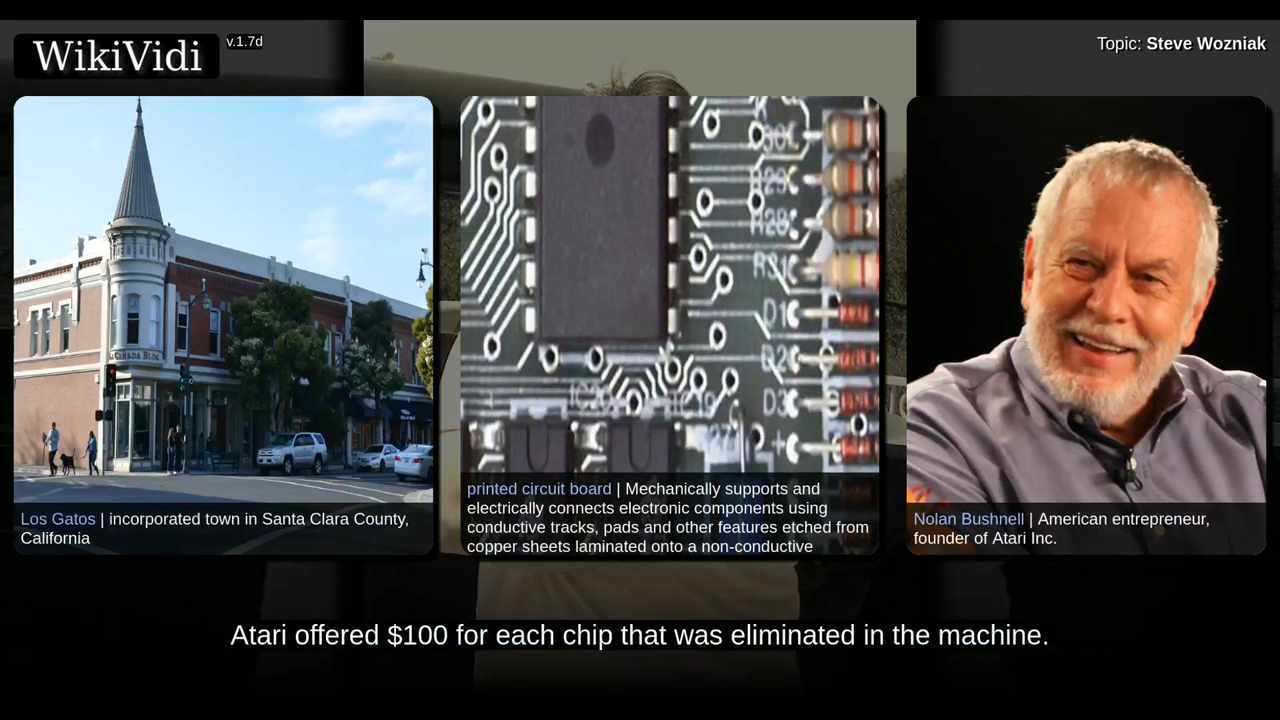 WikiVidi
v.1.7d
Topic: Steve Wozniak
Los Gatos | incorporated town in Santa Clara County,
California
printed circuit board | Mechanically supports and
electrically connects electronic components using
conductive tracks, pads and other features etched from
copper sheets laminated onto a non-conductive
Nolan Bushnell | American entrepreneur,
founder of Atari Inc.
D1
D3
Atari offered $100 for each chip that was eliminated in the machine.